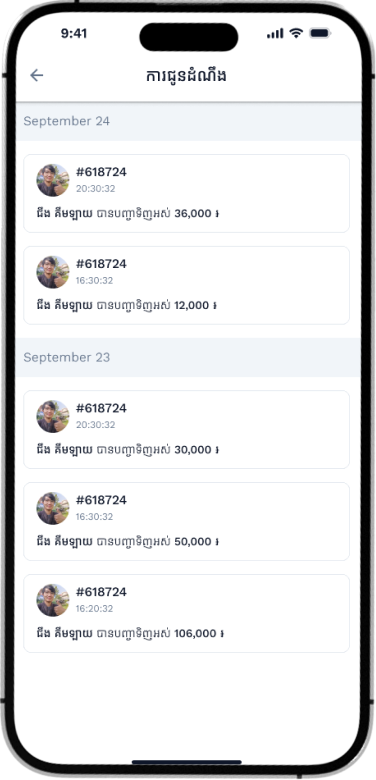 9:41
ការជូនដំណឹង
September 24
#618724
20:30:32
ជឹង គីមឡាយ បានបញ្ជាទិញអស់ 36,000 ៛
#618724
16:30:32
ជឹង គីមឡាយ បានបញ្ជាទិញអស់ 12,000 ៛
September 23
#618724
20:30:32
ជឹង គីមឡាយ បានបញ្ជាទិញអស់ 30,000 ៛
#618724
16:30:32
ជឹង គីមឡាយ បានបញ្ជាទិញអស់ 50,000 ៛
#618724
16:20:32
ជឹង គីមឡាយ បានបញ្ជាទិញអស់ 106,000 ៛